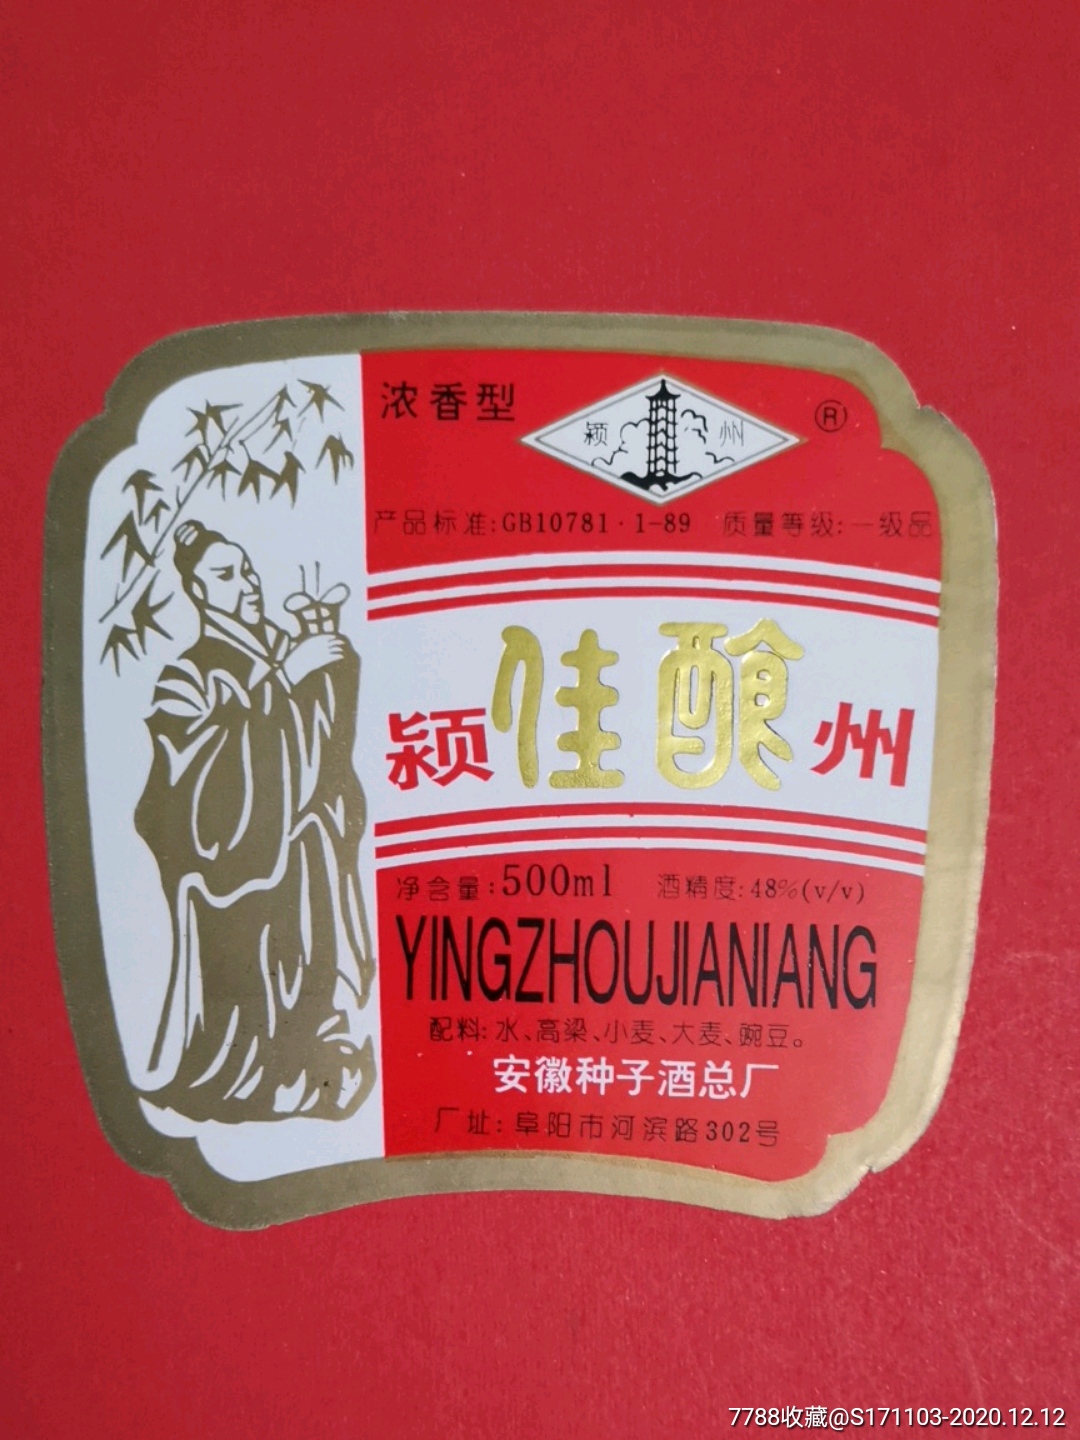 浓香型
颍 州
®
产品标准:GB10781·1-89 质量等级:一级品
颍佳酿州
净含量:500ml 酒精度:48%(v/v)
YINGZHOUJIANIANG
配料:水、高粱、小麦、大麦、豌豆。
安徽种子酒总厂
厂址:阜阳市河滨路302号
7788收藏@S171103-2020.12.12